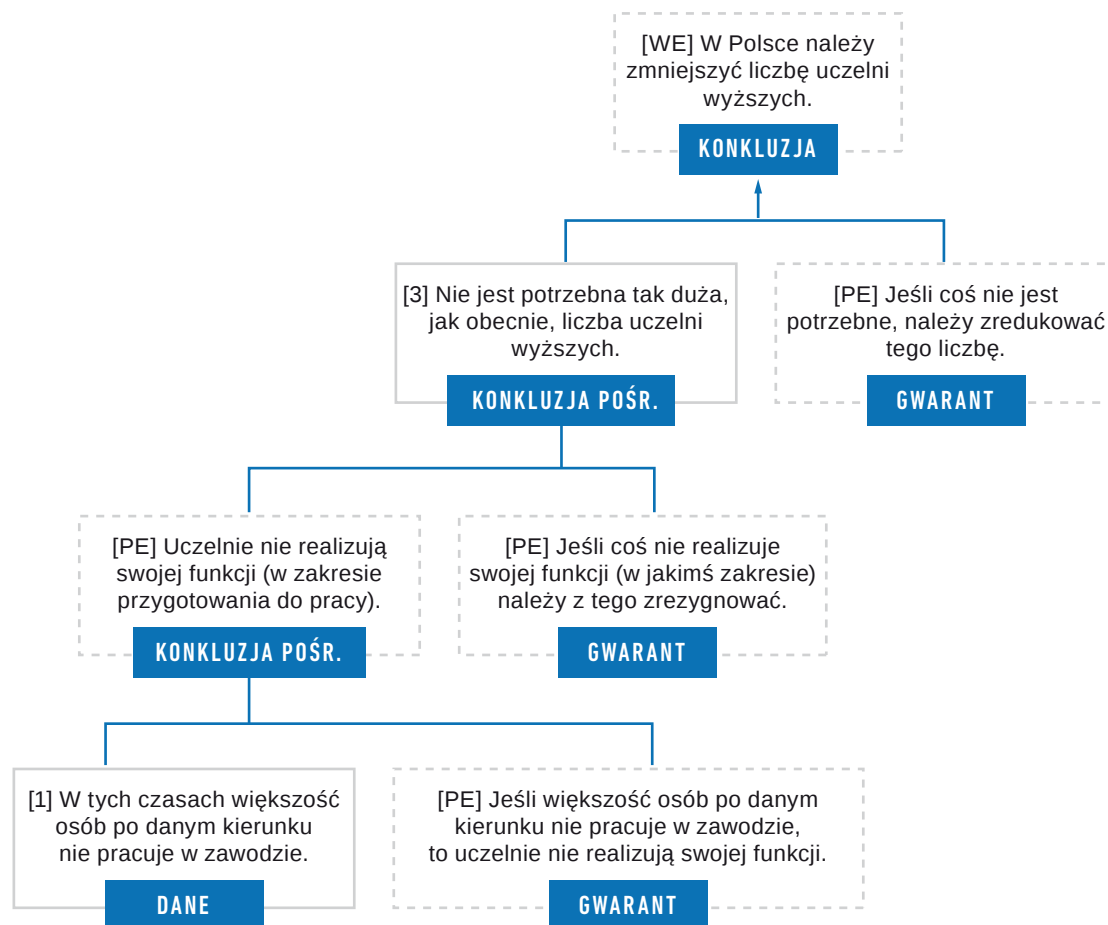 [WE] W Polsce należy
zmniejszyć liczbę uczelni
wyższych.
KONKLUZJA
[3] Nie jest potrzebna tak duża,
jak obecnie, liczba uczelni
wyższych.
KONKLUZJA POŚR.
[PE] Jeśli coś nie jest
potrzebne, należy zredukować
tego liczbę.
GWARANT
[PE] Uczelnie nie realizują
swojej funkcji (w zakresie
przygotowania do pracy).
KONKLUZJA POŚR.
[PE] Jeśli coś nie realizuje
swojej funkcji (w jakimś zakresie)
należy z tego zrezygnować.
GWARANT
[1] W tych czasach większość
osób po danym kierunku
nie pracuje w zawodzie.
DANE
[PE] Jeśli większość osób po danym
kierunku nie pracuje w zawodzie,
to uczelnie nie realizują swojej funkcji.
GWARANT